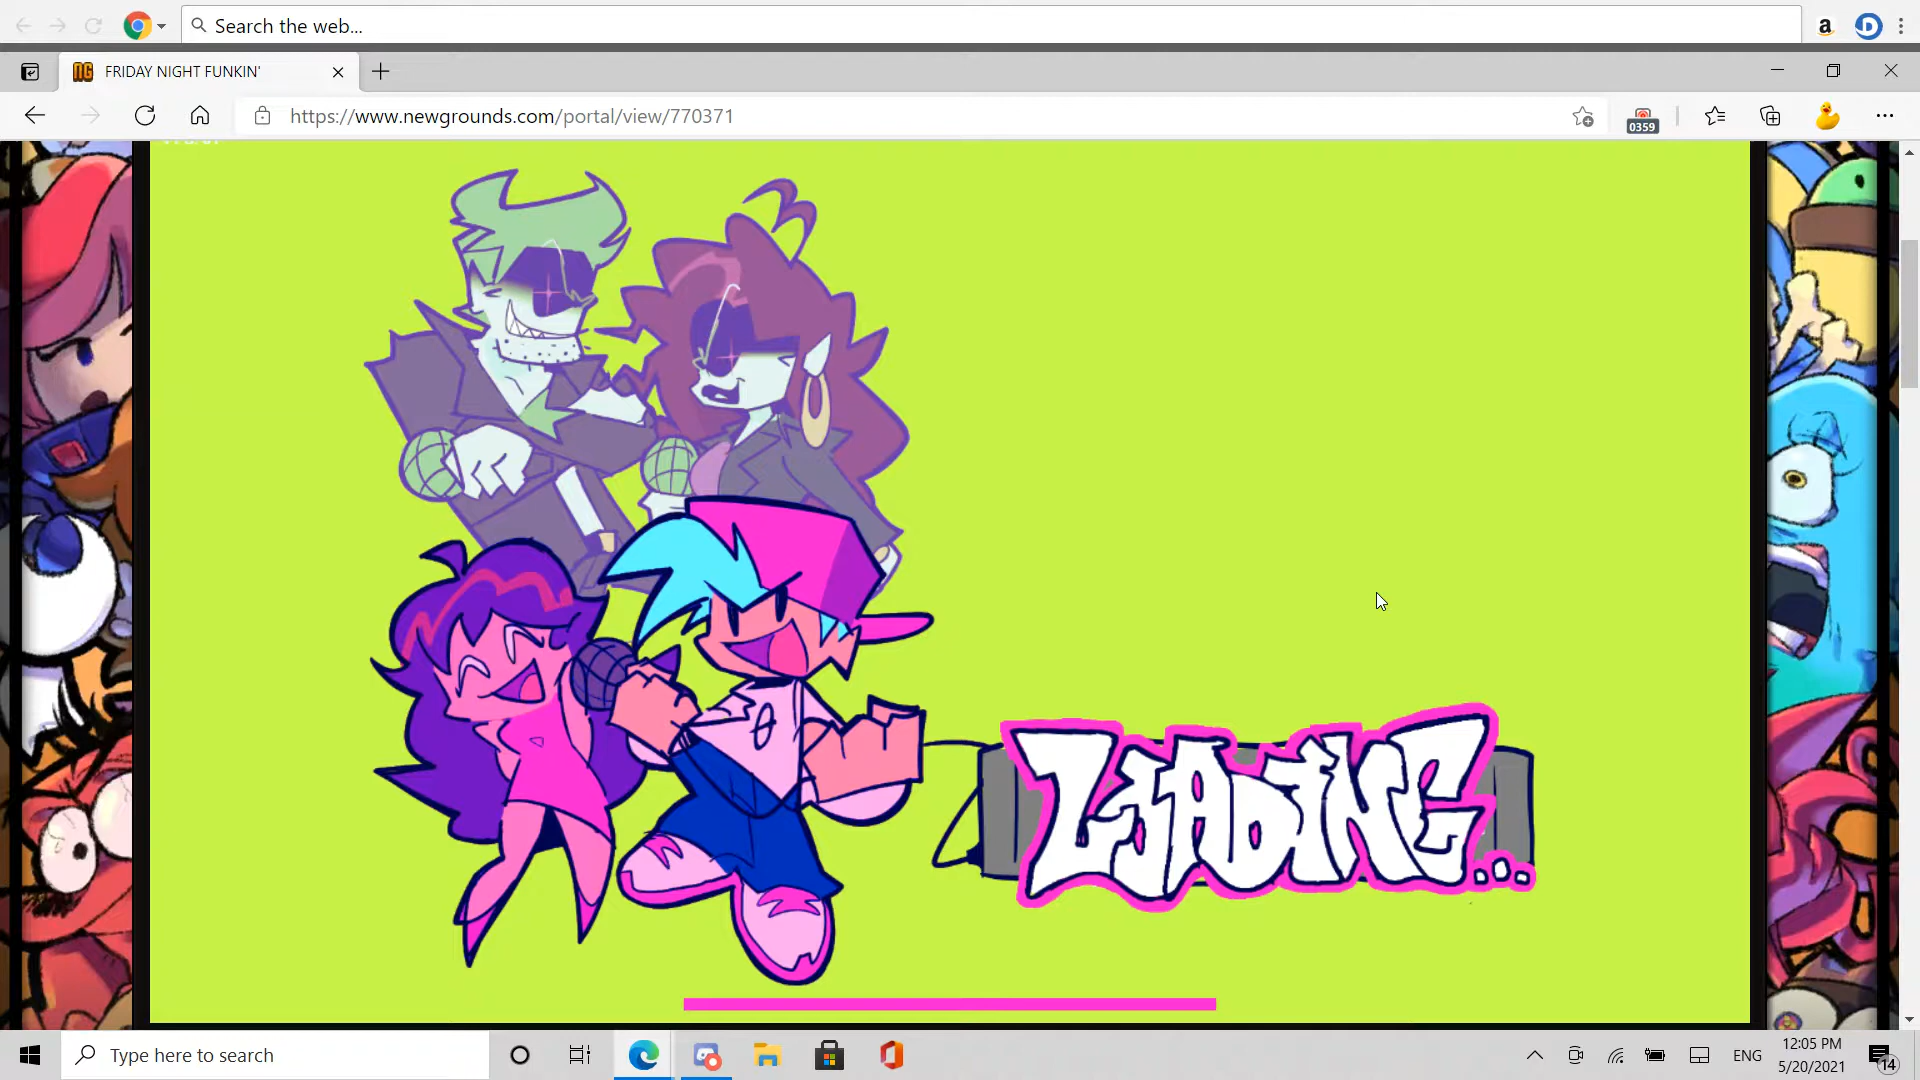 Search the web...
a
D
NG
FRIDAY NIGHT FUNKIN'
https://www.newgrounds.com/portal/view/770371
0359
LOADING...
Type here to search
ENG
12:05 PM
5/20/2021
14